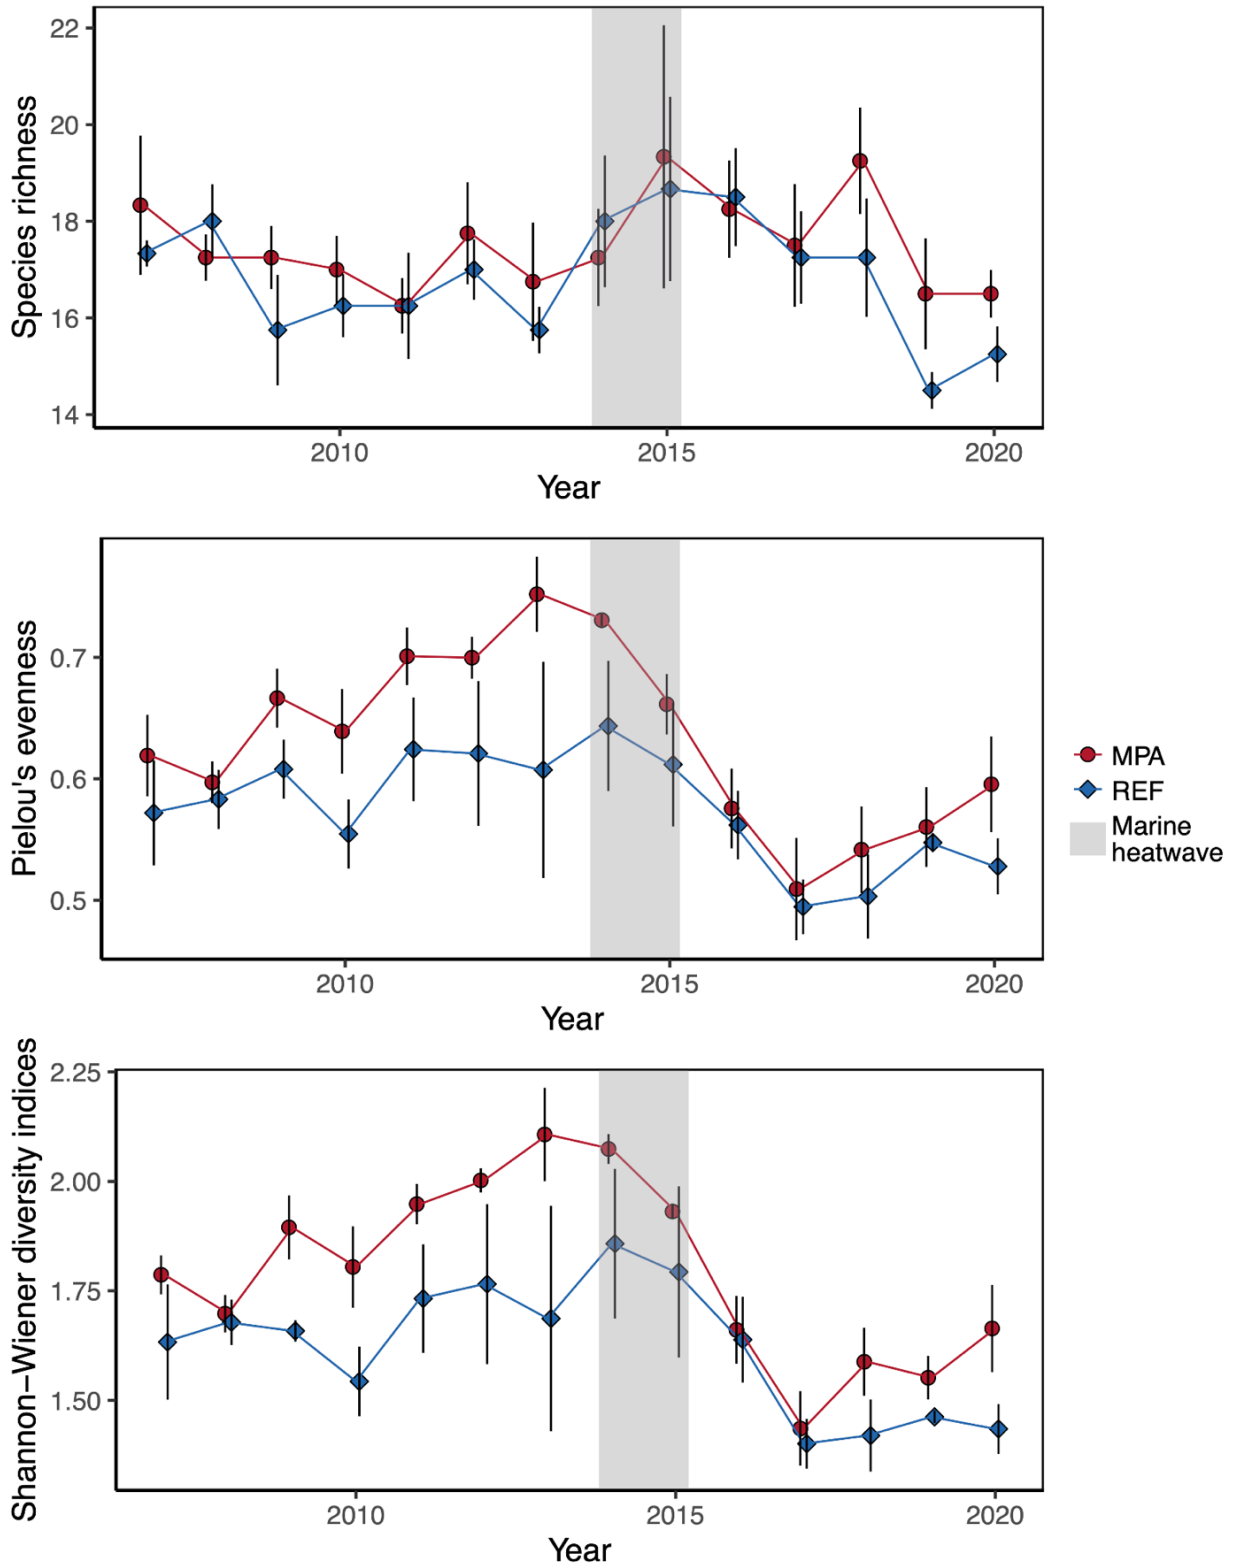 Species richness
22
20
18
16
14
2010 2015 2020
Year
Pielou's evenness
0.7
0.6
0.5
2010 2015 2020
Year
MPA
REF
Marine
heatwave
Shannon–Wiener diversity indices
2.25
2.00
1.75
1.50
2010 2015 2020
Year